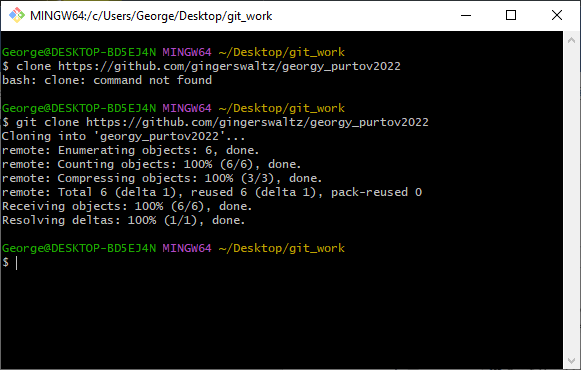 MINGW64:/c/Users/George/Desktop/git_work
George@DESKTOP-BD5EJ4N MINGW64 ~/Desktop/git_work
$ clone https://github.com/gingerswaltz/georgy_purtov2022
bash: clone: command not found
George@DESKTOP-BD5EJ4N MINGW64 ~/Desktop/git_work
$ git clone https://github.com/gingerswaltz/georgy_purtov2022
Cloning into 'georgy_purtov2022'...
remote: Enumerating objects: 6, done.
remote: Counting objects: 100% (6/6), done.
remote: Compressing objects: 100% (3/3), done.
remote: Total 6 (delta 1), reused 6 (delta 1), pack-reused 0
Receiving objects: 100% (6/6), done.
Resolving deltas: 100% (1/1), done.
George@DESKTOP-BD5EJ4N MINGW64 ~/Desktop/git_work
$